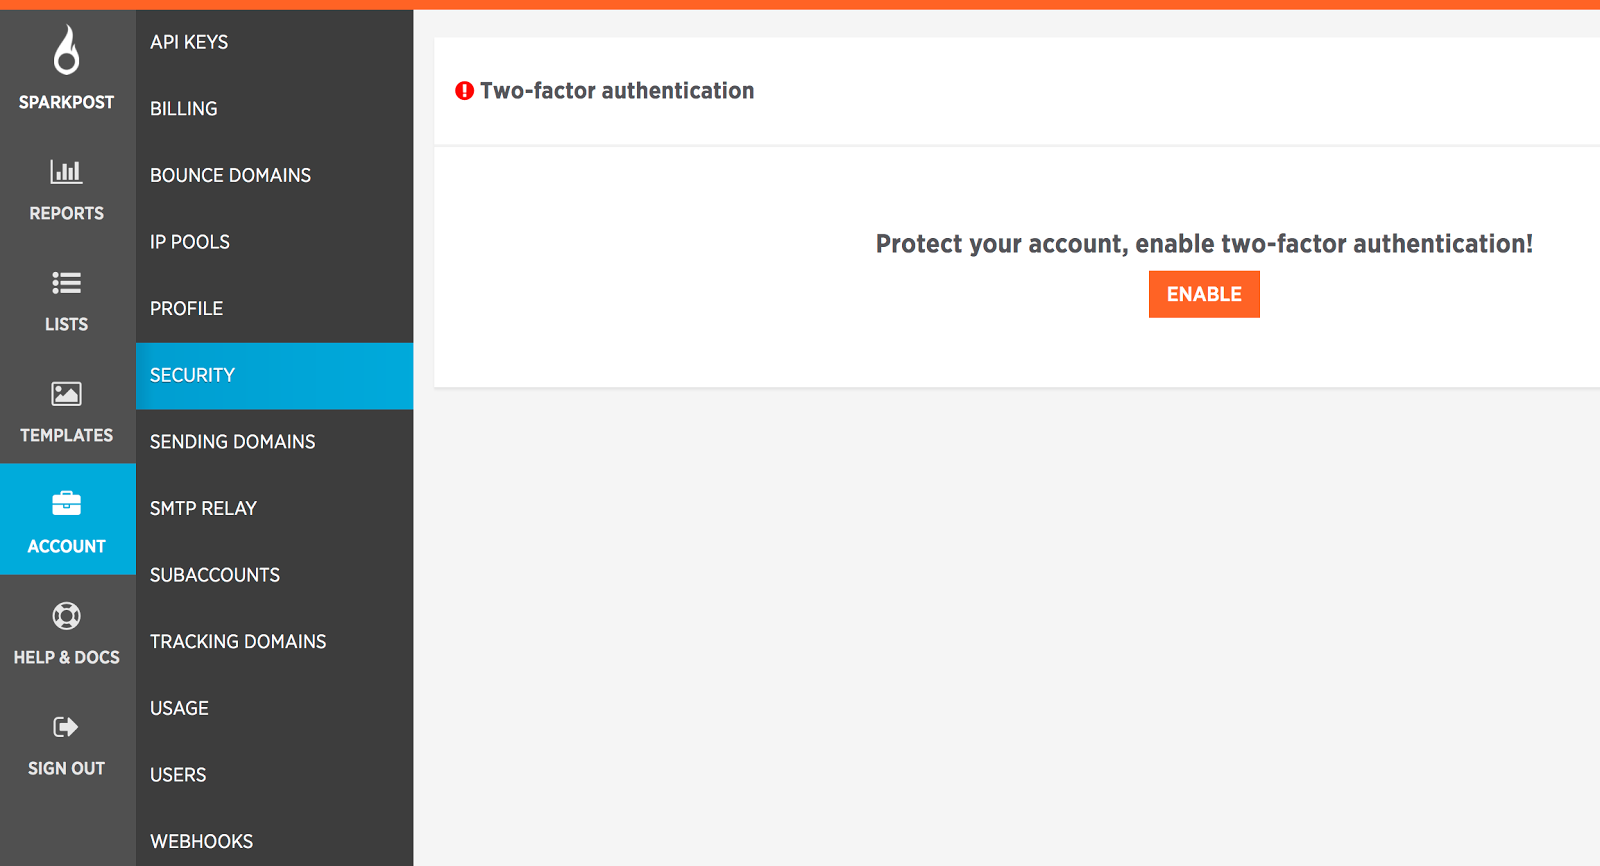 SPARKPOST
REPORTS
LISTS
TEMPLATES
ACCOUNT
HELP & DOCS
SIGN OUT
API KEYS
BILLING
BOUNCE DOMAINS
IP POOLS
PROFILE
SECURITY
SENDING DOMAINS
SMTP RELAY
SUBACCOUNTS
TRACKING DOMAINS
USAGE
USERS
WEBHOOKS
Two-factor authentication
Protect your account, enable two-factor authentication!
ENABLE